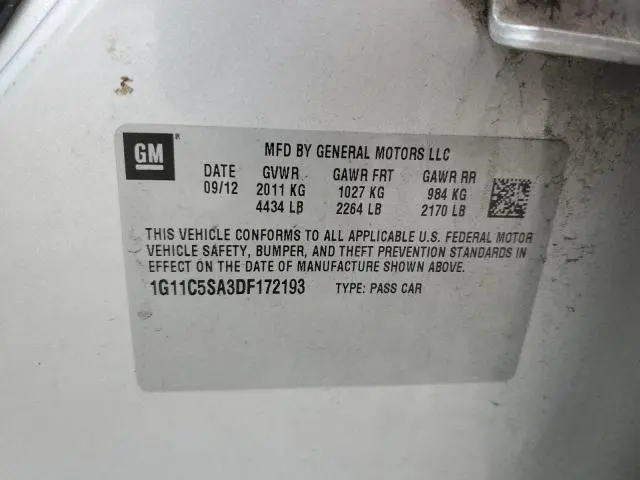 GM
MFD BY GENERAL MOTORS LLC
DATE GVWR GAWR FRT GAWR RR
09/12 2011 KG 1027 KG 984 KG
4434 LB 2264 LB 2170 LB
THIS VEHICLE CONFORMS TO ALL APPLICABLE U.S. FEDERAL MOTOR
VEHICLE SAFETY, BUMPER, AND THEFT PREVENTION STANDARDS IN
EFFECT ON THE DATE OF MANUFACTURE SHOWN ABOVE.
1G11C5SA3DF172193 TYPE: PASS CAR